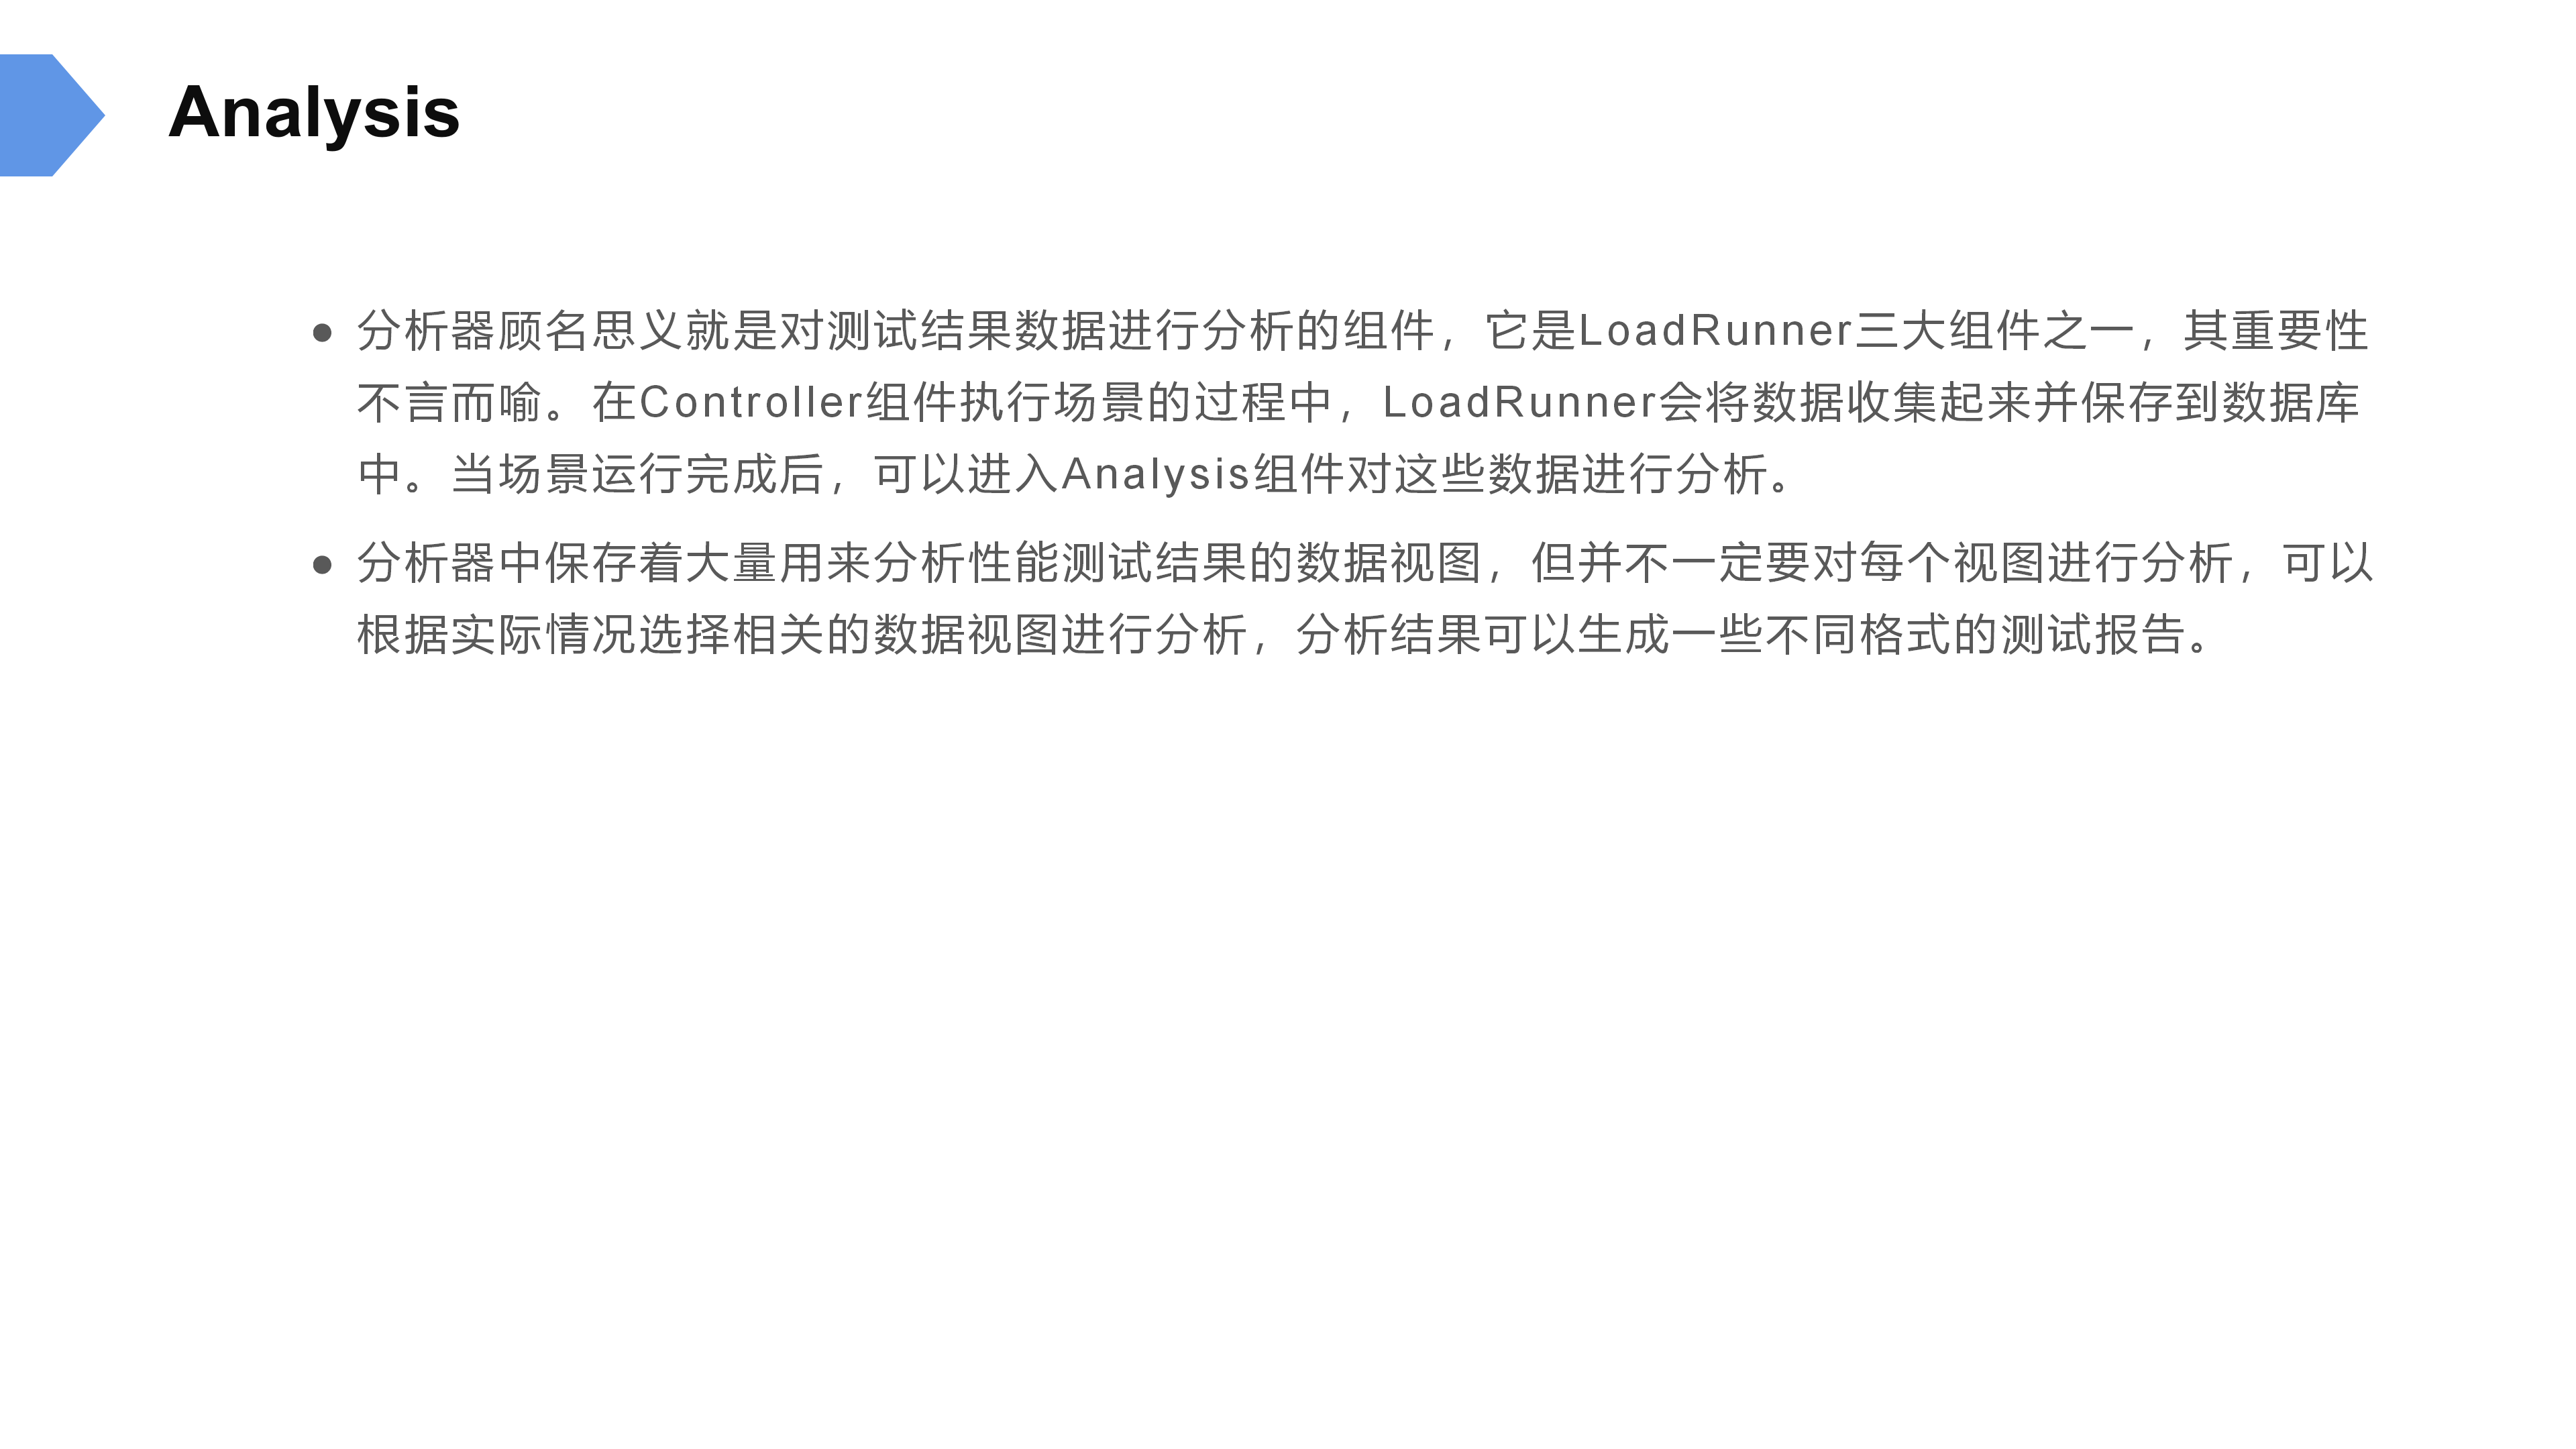 Analysis
● 分析器顾名思义就是对测试结果数据进行分析的组件，它是LoadRunner三大组件之一，其重要性
不言而喻。在Controller组件执行场景的过程中，LoadRunner会将数据收集起来并保存到数据库
中。当场景运行完成后，可以进入Analysis组件对这些数据进行分析。
● 分析器中保存着大量用来分析性能测试结果的数据视图，但并不一定要对每个视图进行分析，可以
根据实际情况选择相关的数据视图进行分析，分析结果可以生成一些不同格式的测试报告。